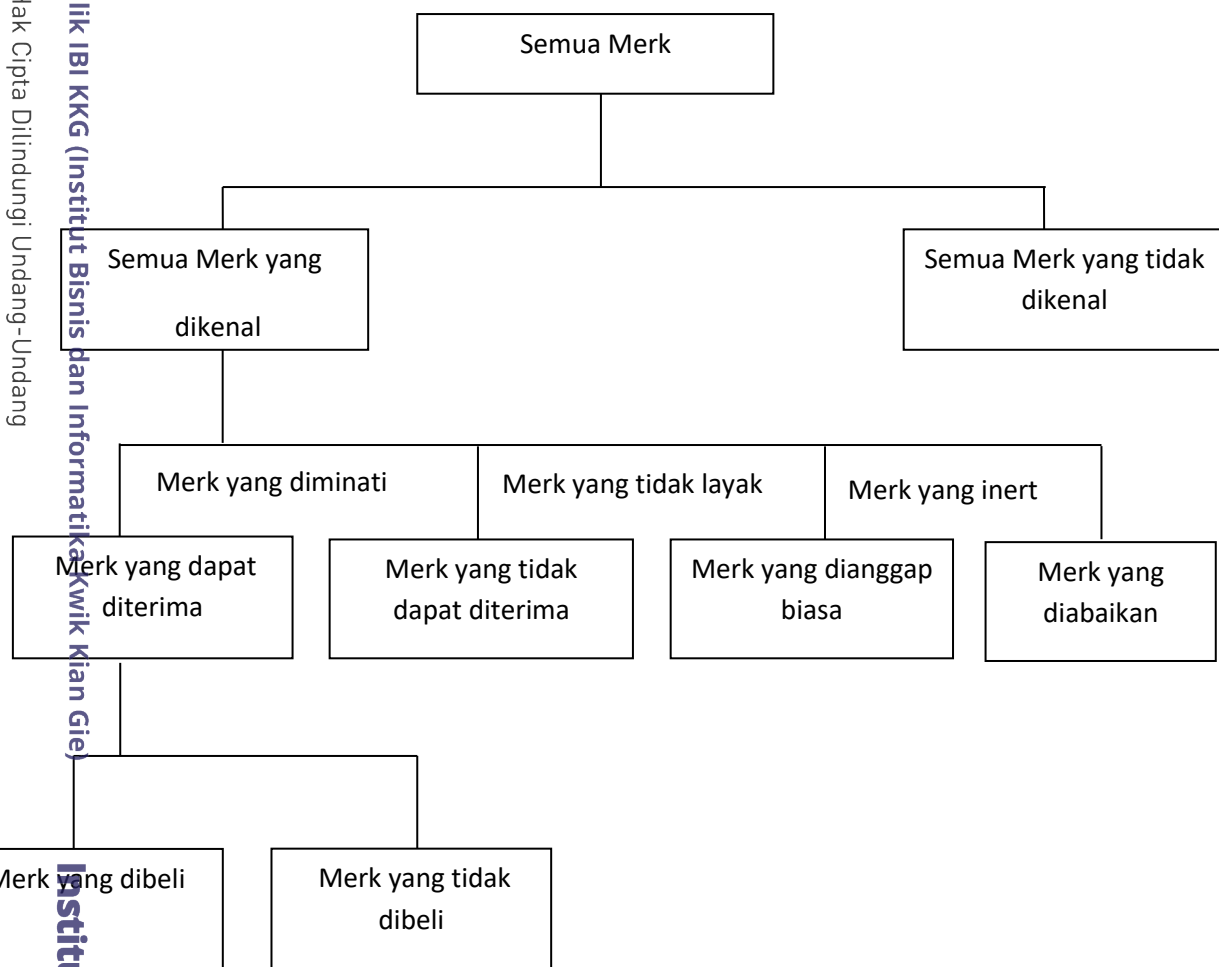 Semua Merk
Semua Merk yang
dikenal
Semua Merk yang tidak
dikenal
Merk yang diminati
Merk yang tidak layak
Merk yang inert
Merk yang dapat
diterima
Merk yang tidak
dapat diterima
Merk yang dianggap
biasa
Merk yang
diabaikan
Merk yang dibeli
Merk yang tidak
dibeli
lik IBI KKG (Institut Bisnis dan Informatika Kwik Kian Gie)
Cipta Dilindungi Undang-Undang